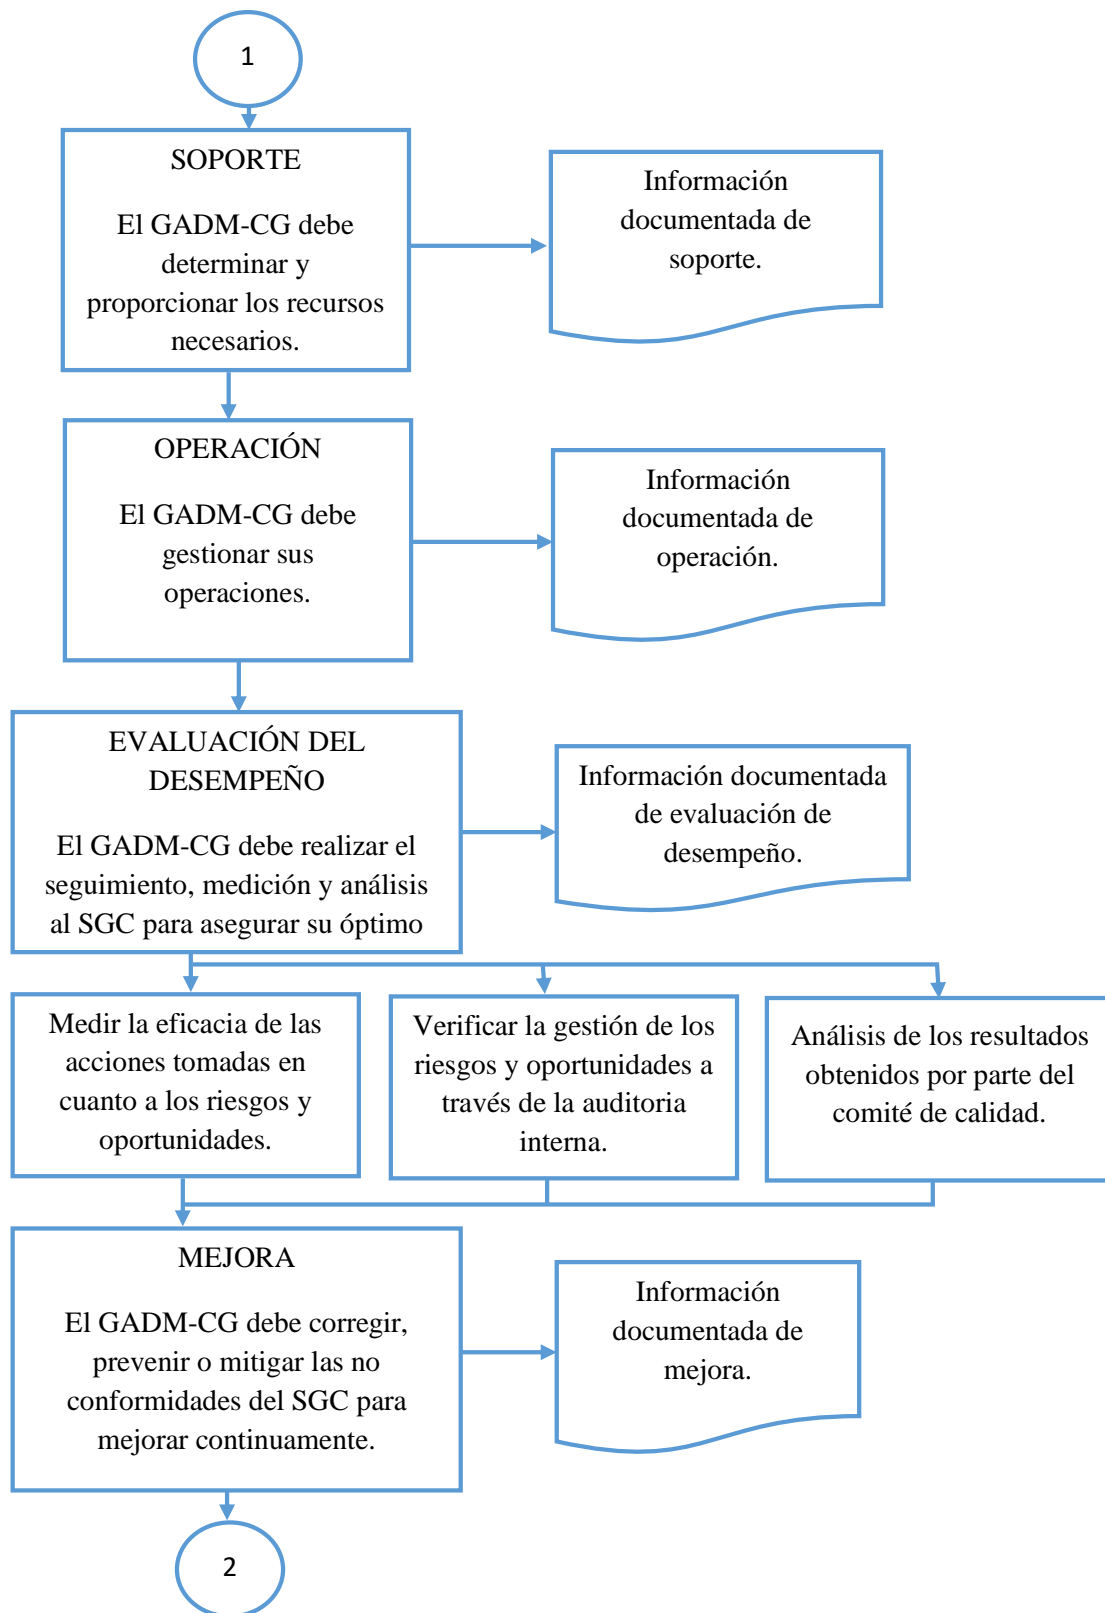 1
SOPORTE
El GADM-CG debe
determinar y
proporcionar los recursos
necesarios.
Información
documentada de
soporte.
OPERACIÓN
El GADM-CG debe
gestionar sus
operaciones.
Información
documentada de
operación.
EVALUACIÓN DEL
DESEMPEÑO
El GADM-CG debe realizar el
seguimiento, medición y análisis
al SGC para asegurar su óptimo
Información documentada
de evaluación de
desempeño.
Medir la eficacia de las
acciones tomadas en
cuanto a los riesgos y
oportunidades.
Verificar la gestión de los
riesgos y oportunidades a
través de la auditoria
interna.
Análisis de los resultados
obtenidos por parte del
comité de calidad.
MEJORA
El GADM-CG debe corregir,
prevenir o mitigar las no
conformidades del SGC para
mejorar continuamente.
Información
documentada de
mejora.
2